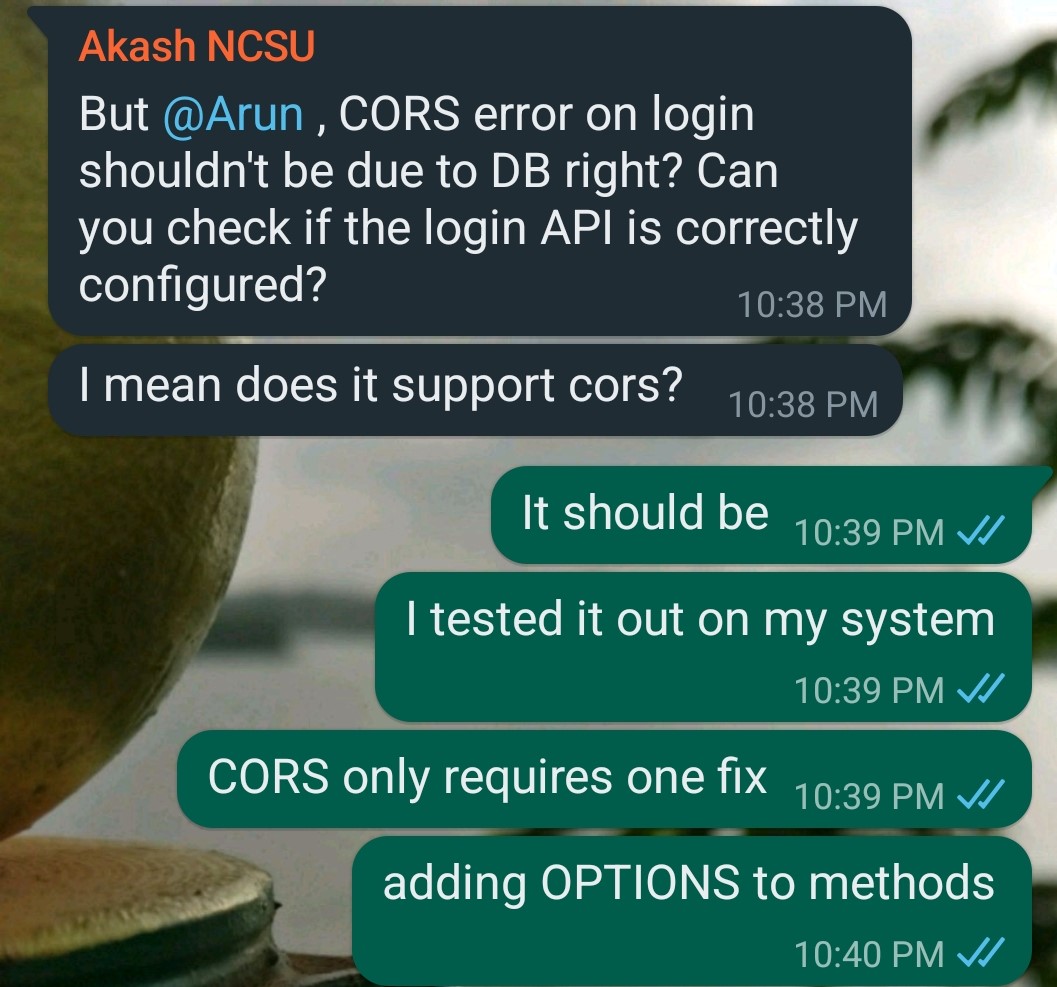 Akash NCSU
But @Arun , CORS error on login
shouldn't be due to DB right? Can
you check if the login API is correctly
configured?
10:38 PM
I mean does it support cors?
10:38 PM
It should be
10:39 PM
I tested it out on my system
10:39 PM
CORS only requires one fix
10:39 PM
adding OPTIONS to methods
10:40 PM